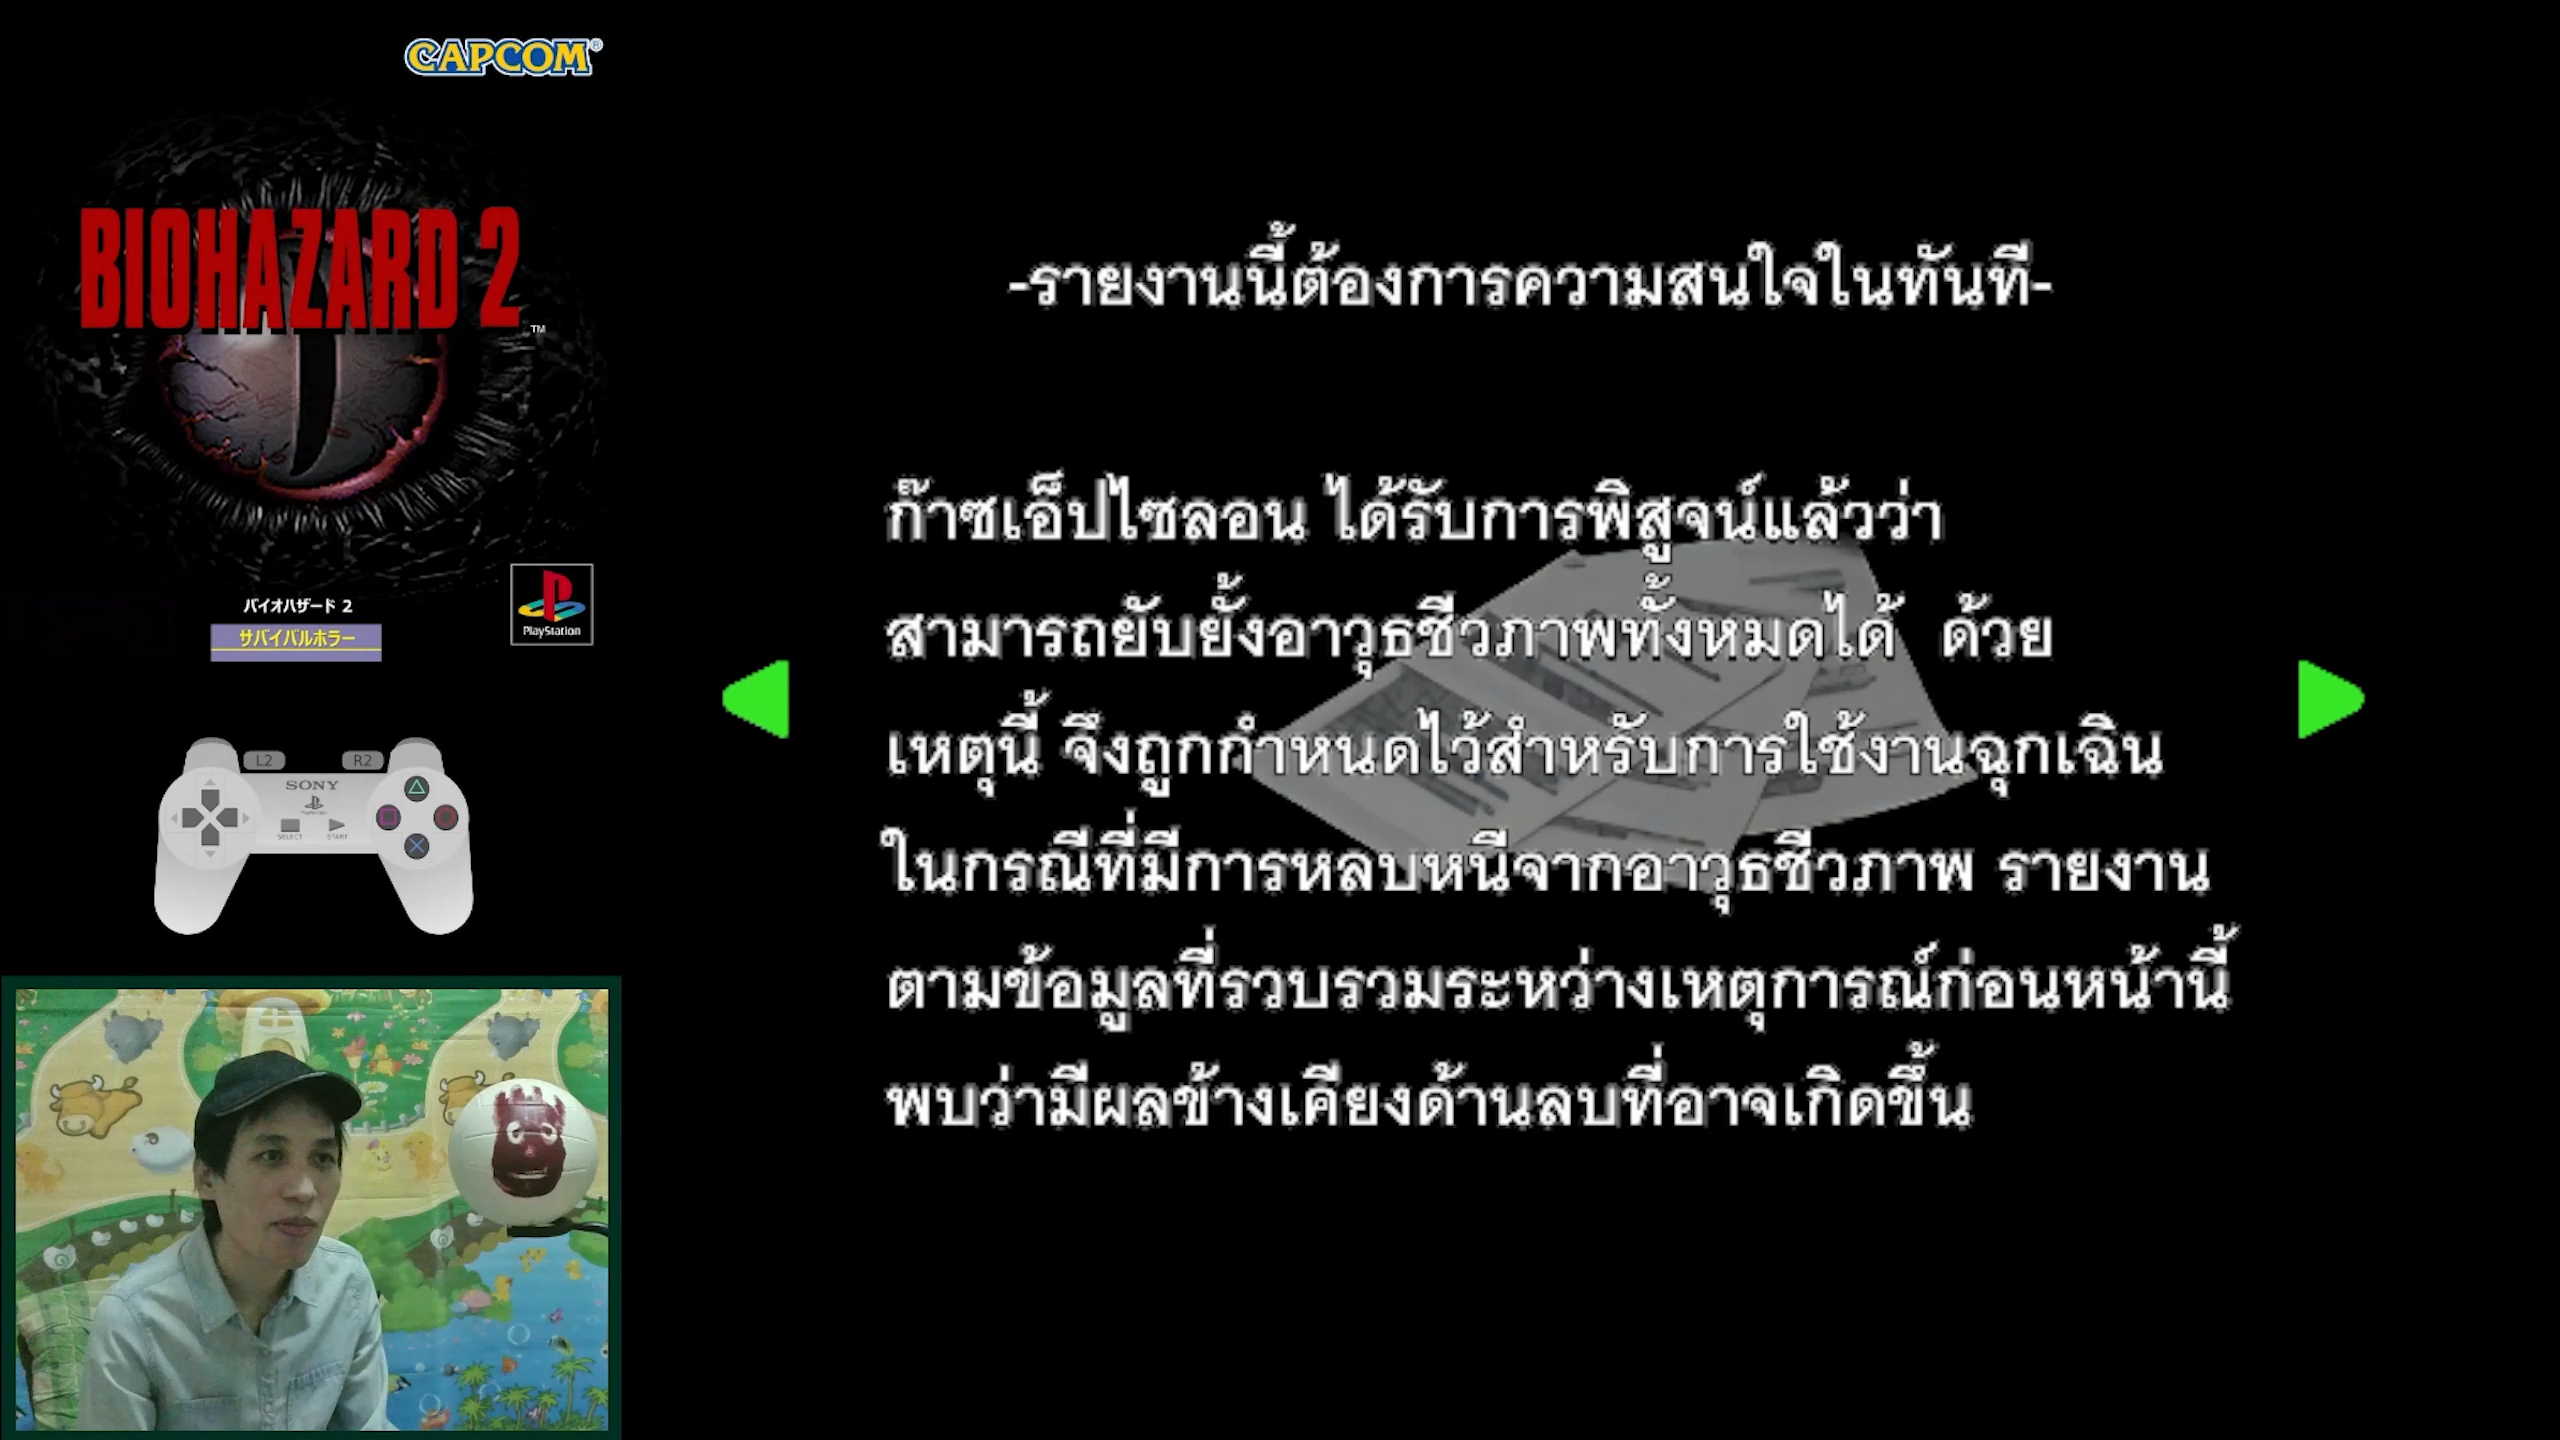 CAPCOM®
BIOHAZARD 2
TM
バイオハザード 2
サバイバルホラー
PlayStation
L2
R2
SONY
SELECT
START
-รายงานนี้ต้องการความสนใจในทันที-
ก๊าซเอ็ปไซลอน ได้รับการพิสูจน์แล้วว่า
สามารถยับยั้งอาวุธชีวภาพทั้งหมดได้ ด้วย
เหตุนี้ จึงถูกกำหนดไว้สำหรับการใช้งานฉุกเฉิน
ในกรณีที่มีการหลบหนีจากอาวุธชีวภาพ รายงาน
ตามข้อมูลที่รวบรวมระหว่างเหตุการณ์ก่อนหน้านี้
พบว่ามีผลข้างเคียงด้านลบที่อาจเกิดขึ้น